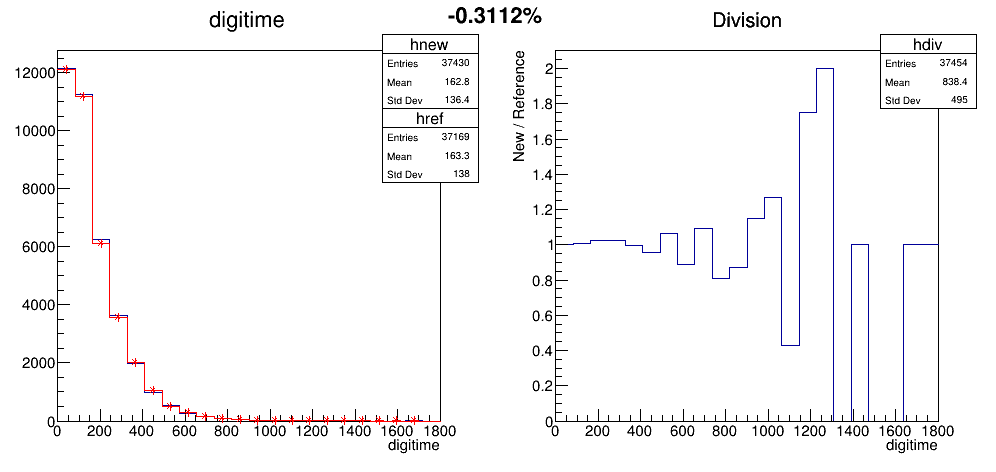 digitime
-0.3112%
Division
hnew
Entries 37430
Mean 162.8
Std Dev 136.4
href
Entries 37169
Mean 163.3
Std Dev 138
12000
10000
8000
6000
4000
2000
0
0 200 400 600 800 1000 1200 1400 1600 1800
digitime
hdiv
Entries 37454
Mean 838.4
Std Dev 495
New / Reference
2
1.8
1.6
1.4
1.2
1
0.8
0.6
0.4
0.2
0
0 200 400 600 800 1000 1200 1400 1600 1800
digitime